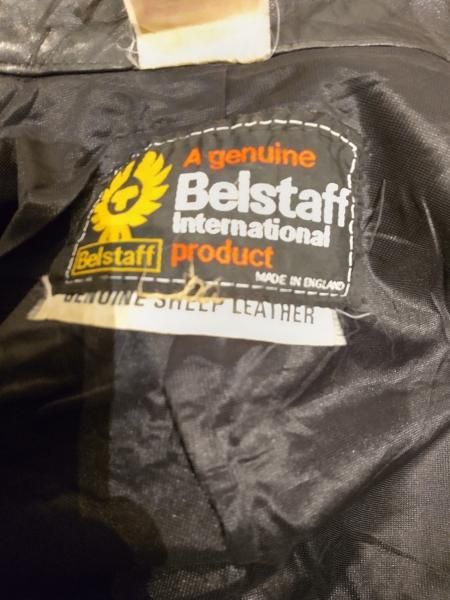 A genuine
Belstaff
International
product
Belstaff
MADE IN ENGLAND
GENUINE SHEEP LEATHER